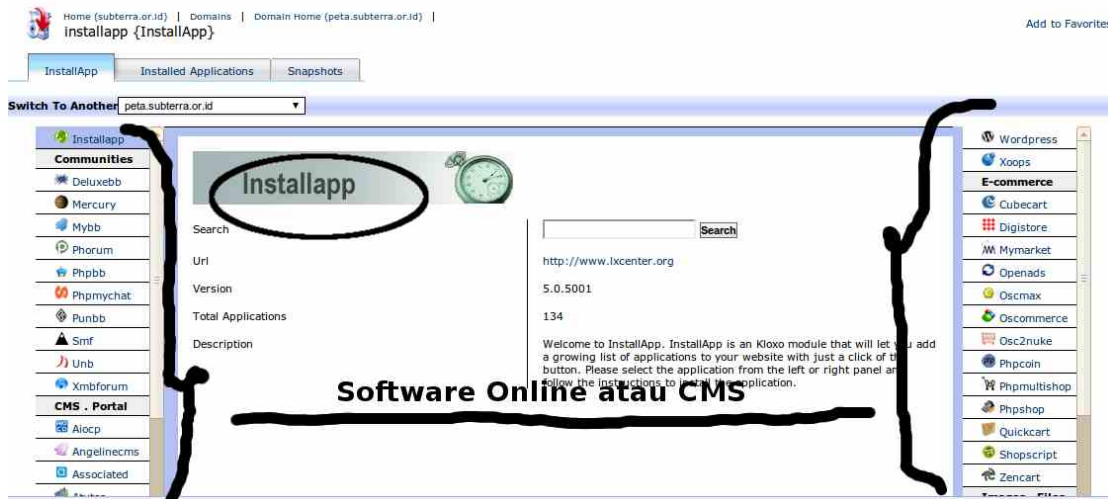 Home (subterra.or.id) | Domains | Domain Home (peta.subterra.or.id) |
installapp {InstallApp}
Add to Favorites
InstallApp Installed Applications Snapshots
Switch To Another peta.subterra.or.id
Installapp
Communities
Deluxebb
Mercury
Mybb
Phorum
Phpbb
Phpmychat
Punbb
Smf
Unb
Xmbforum
CMS . Portal
Aiocp
Angelinecms
Associated
Installapp
Search Search
Url http://www.lxcenter.org
Version 5.0.5001
Total Applications 134
Description Welcome to InstallApp. InstallApp is an Kloxo module that will let you add
a growing list of applications to your website with just a click of
button. Please select the application from the left or right panel
follow the instructions to install the application.
Software Online atau CMS
Wordpress
Xoops
E-commerce
Cubecart
Digistore
Mymarket
Openads
Oscmax
Oscommerce
Osc2nuke
Phpcoin
Phpmultishop
Phpshop
Quickcart
Shopscript
Zencart